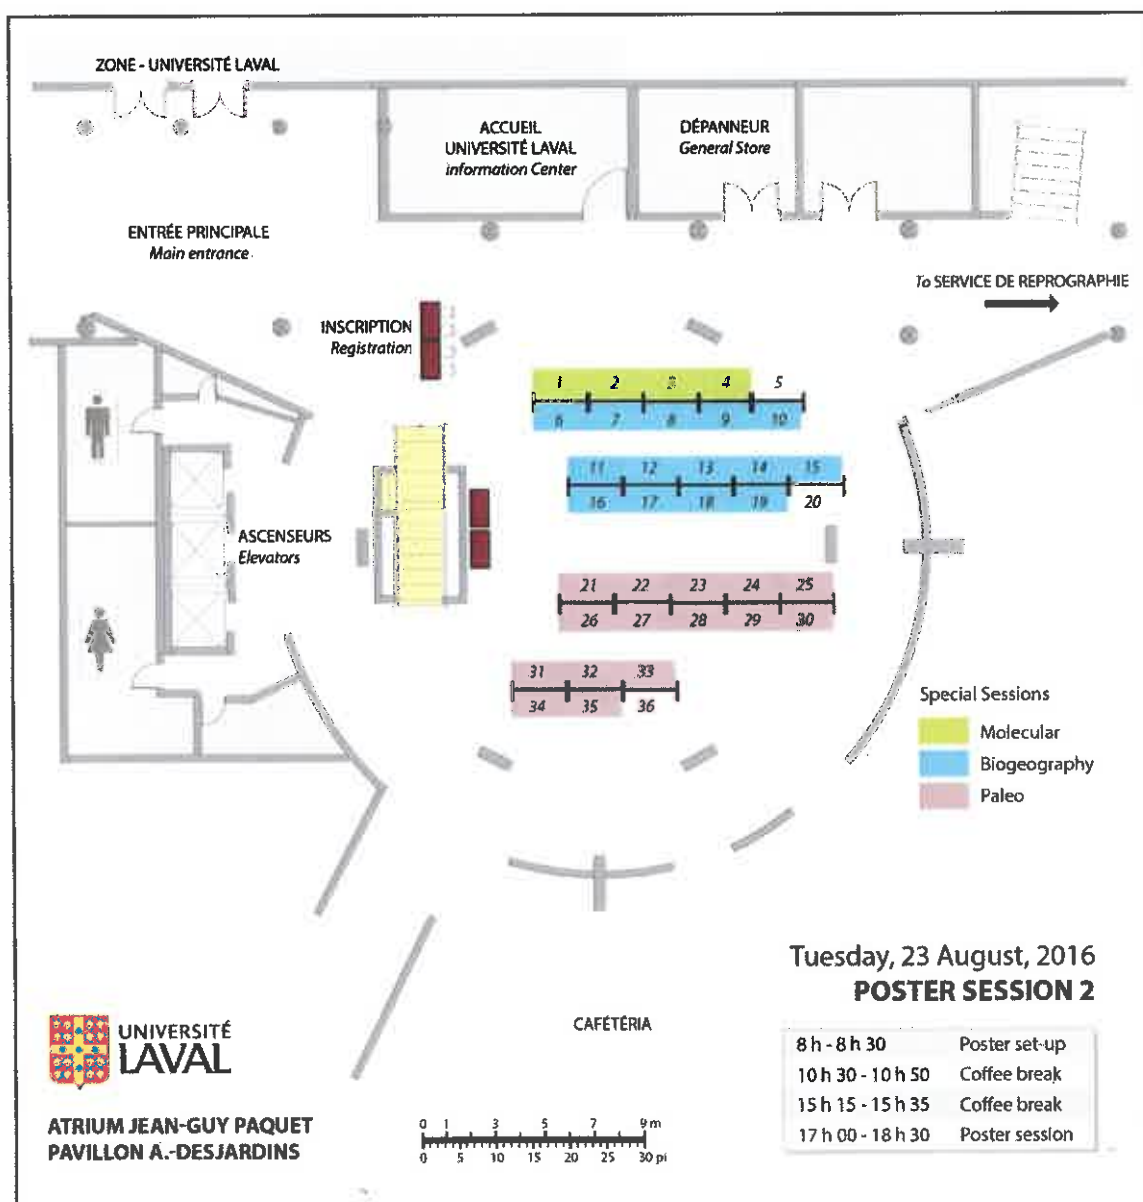 ZONE - UNIVERSITÉ LAVAL
ACCUEIL
UNIVERSITÉ LAVAL
information Center
DÉPANNEUR
General Store
ENTRÉE PRINCIPALE
Main entrance
To SERVICE DE REPROGRAPHIE
INSCRIPTION
Registration
1 2 3 4 5
6 7 8 9 10
11 12 13 14 15
16 17 18 19 20
ASCENSEURS
Elevators
21 22 23 24 25
26 27 28 29 30
31 32 33
34 35 36
Special Sessions
Molecular
Biogeography
Paleo
Tuesday, 23 August, 2016
POSTER SESSION 2
8 h - 8 h 30 Poster set-up
10 h 30 - 10 h 50 Coffee break
15 h 15 - 15 h 35 Coffee break
17 h 00 - 18 h 30 Poster session
CAFÉTÉRIA
UNIVERSITÉ
LAVAL
ATRIUM JEAN-GUY PAQUET
PAVILLON A.-DESJARDINS
0 1 3 5 7 9 m
0 5 10 15 20 25 30 pi